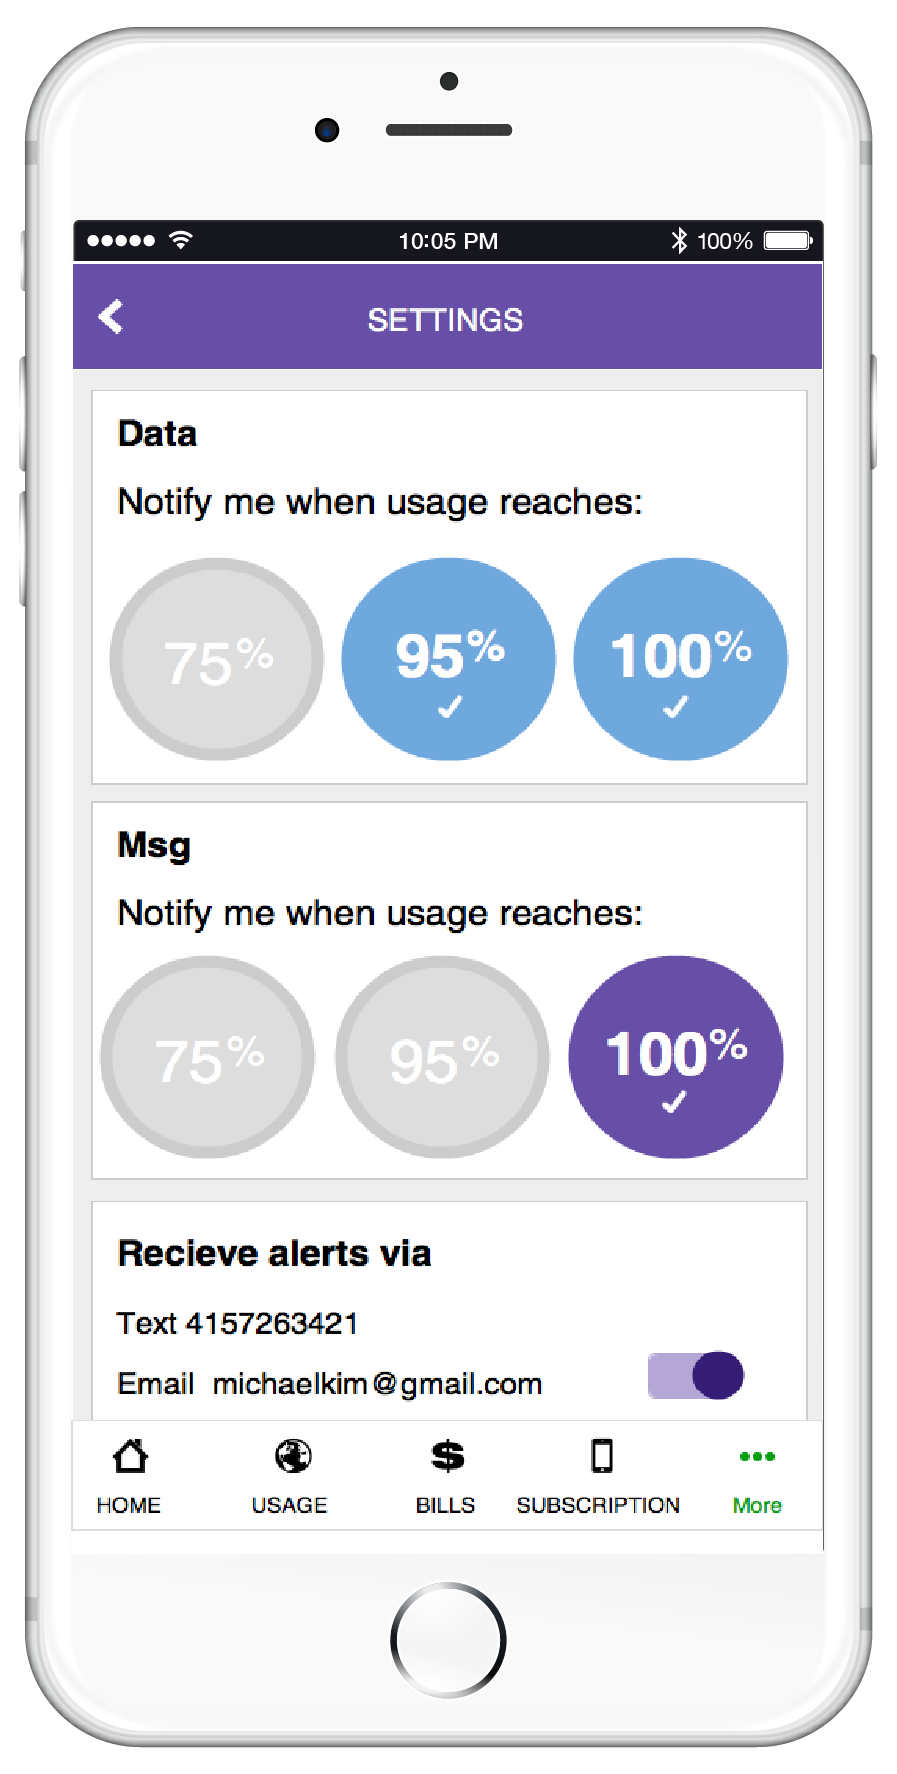 10:05 PM 100%
SETTINGS
Data
Notify me when usage reaches:
75% 95% 100%
Msg
Notify me when usage reaches:
75% 95% 100%
Recieve alerts via
Text 4157263421
Email michaelkim@gmail.com
$
HOME USAGE BILLS SUBSCRIPTION More